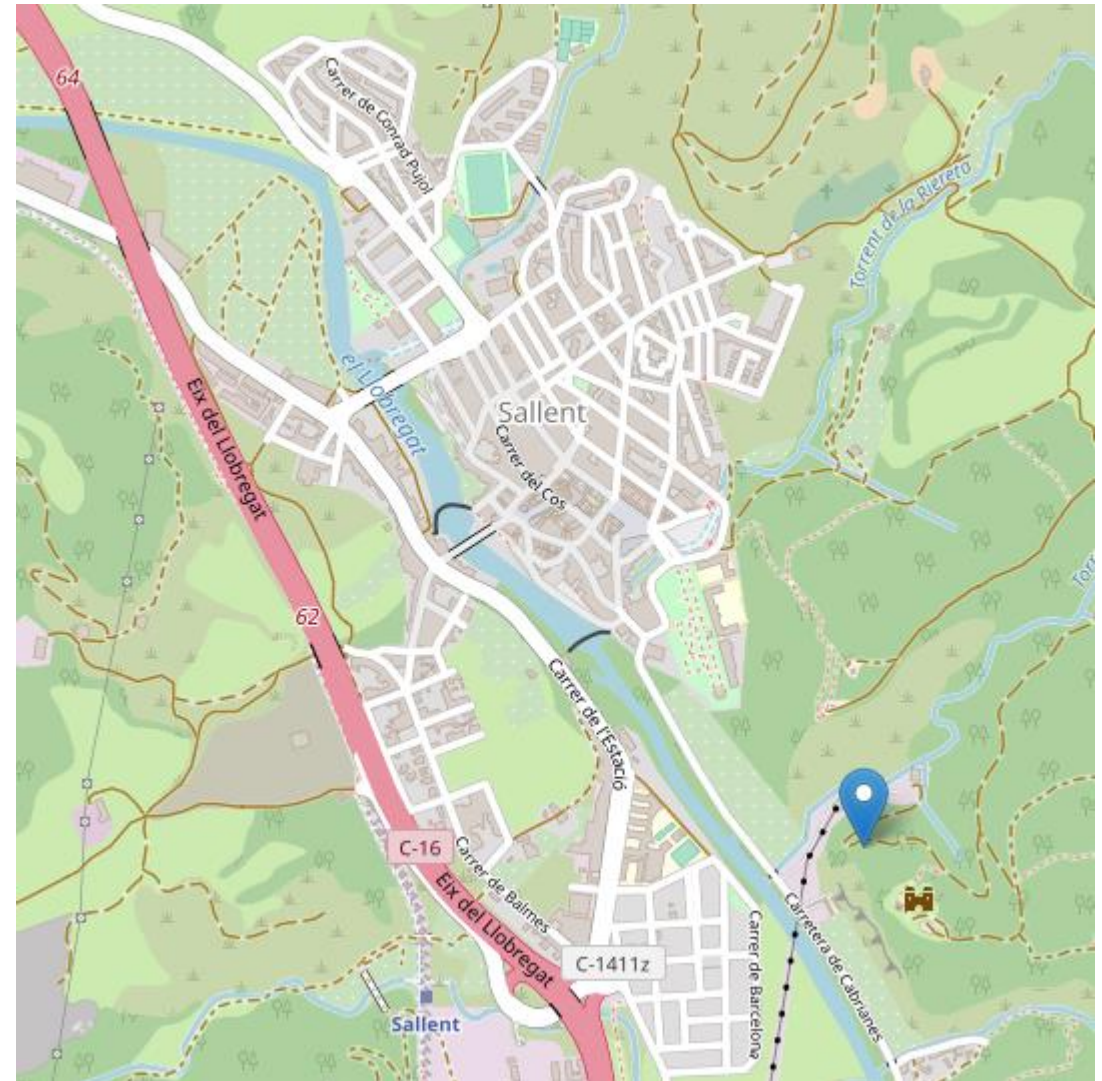 64
Carrer de Conrad Pujol
Torrent de la Riereta
el Llobregat
Eix del Llobregat
Sallent
Carrer del Cos
62
Carrer de l'Estació
C-16
Carrer de Balmes
Eix del Llobregat
C-1411z
Carrer de Barcelona
Carretera de Cabrianes
Sallent